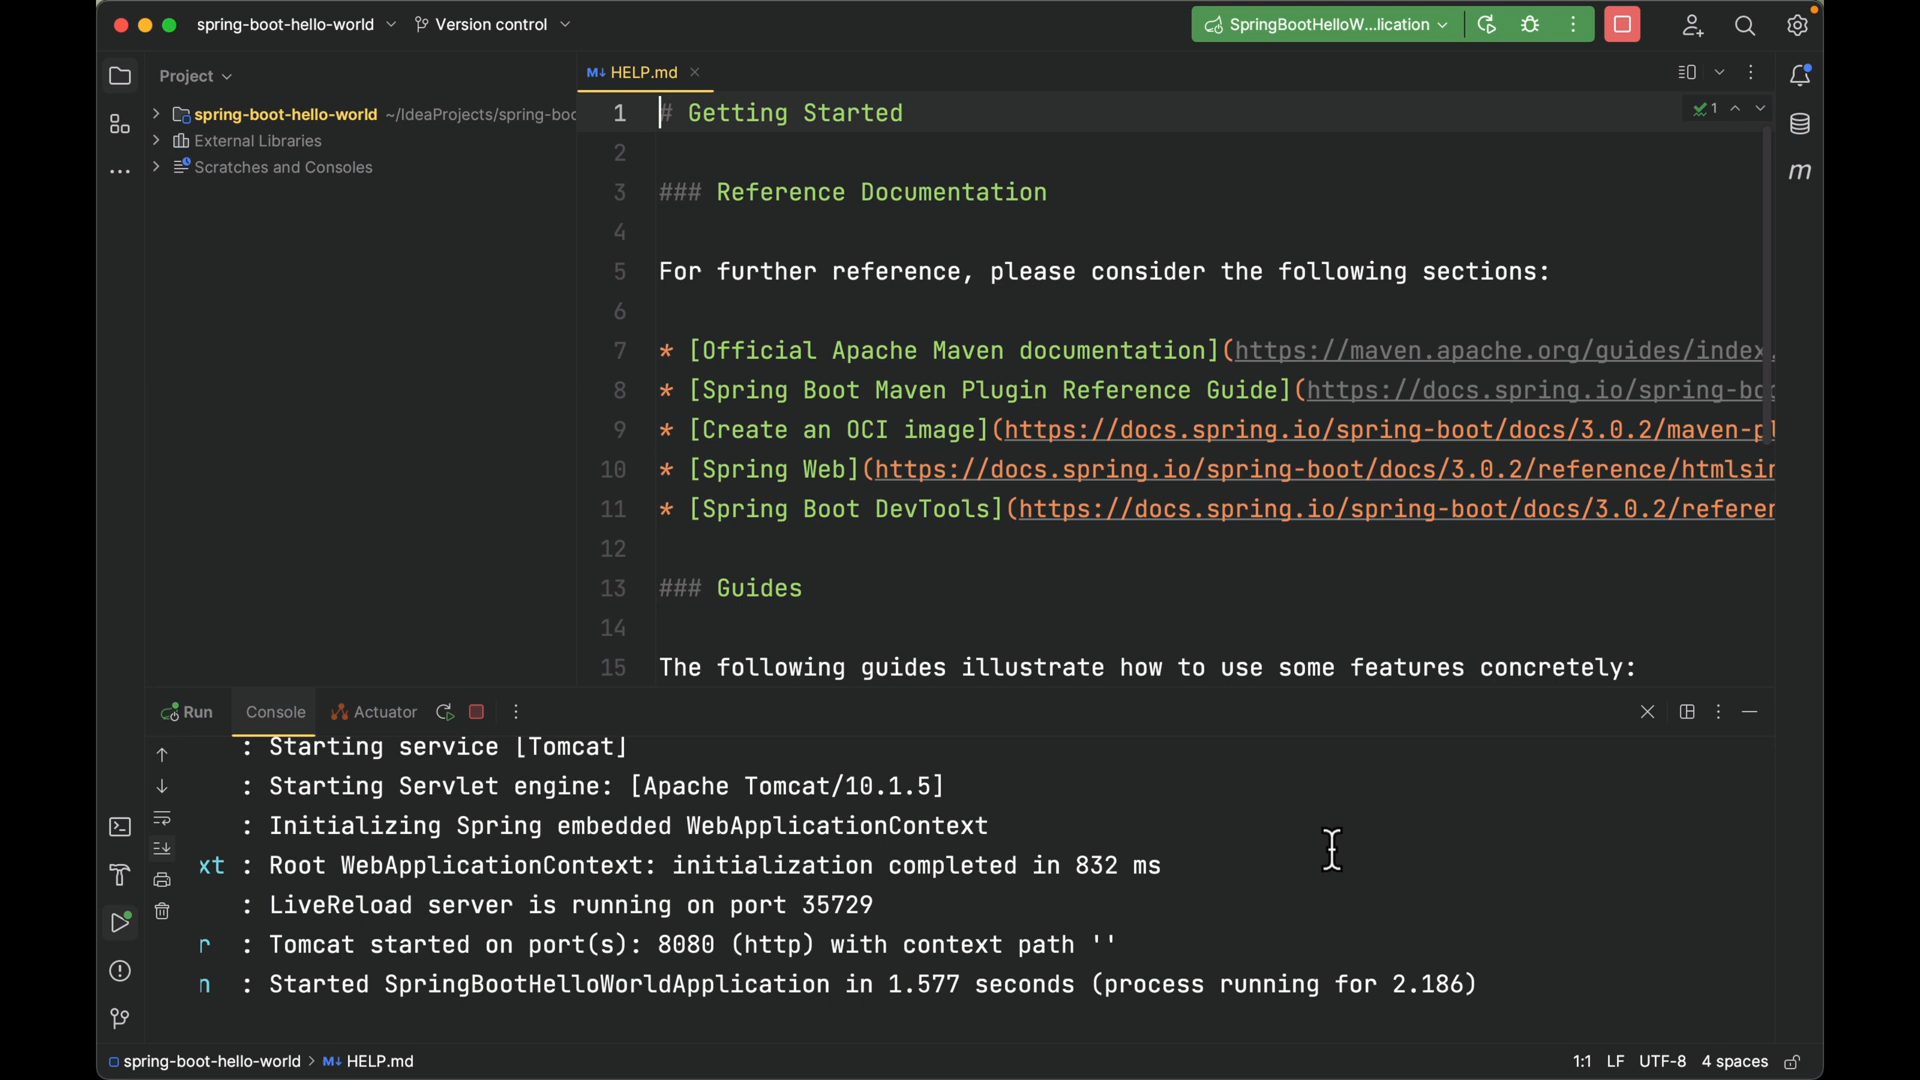 spring-boot-hello-world
Version control
SpringBootHelloW...lication
Project
spring-boot-hello-world ~/IdeaProjects/spring-boo
External Libraries
Scratches and Consoles
M↓ HELP.md
1
1 # Getting Started
2
3 ### Reference Documentation
4
5 For further reference, please consider the following sections:
6
7 * [Official Apache Maven documentation](https://maven.apache.org/guides/index.
8 * [Spring Boot Maven Plugin Reference Guide](https://docs.spring.io/spring-boo
9 * [Create an OCI image](https://docs.spring.io/spring-boot/docs/3.0.2/maven-pl
10 * [Spring Web](https://docs.spring.io/spring-boot/docs/3.0.2/reference/htmlsin
11 * [Spring Boot DevTools](https://docs.spring.io/spring-boot/docs/3.0.2/referen
12
13 ### Guides
14
15 The following guides illustrate how to use some features concretely:
m
Run
Console
Actuator
: Starting service [Tomcat]
: Starting Servlet engine: [Apache Tomcat/10.1.5]
: Initializing Spring embedded WebApplicationContext
xt : Root WebApplicationContext: initialization completed in 832 ms
: LiveReload server is running on port 35729
r : Tomcat started on port(s): 8080 (http) with context path ''
n : Started SpringBootHelloWorldApplication in 1.577 seconds (process running for 2.186)
spring-boot-hello-world > M↓ HELP.md
1:1 LF UTF-8 4 spaces